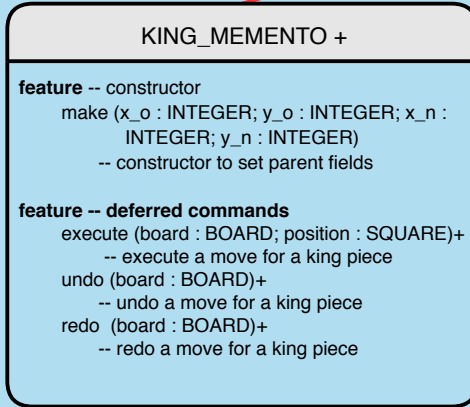 KING_MEMENTO +
feature -- constructor
make (x_o : INTEGER; y_o : INTEGER; x_n :
INTEGER; y_n : INTEGER)
-- constructor to set parent fields
feature -- deferred commands
execute (board : BOARD; position : SQUARE)+
-- execute a move for a king piece
undo (board : BOARD)+
-- undo a move for a king piece
redo (board : BOARD)+
-- redo a move for a king piece